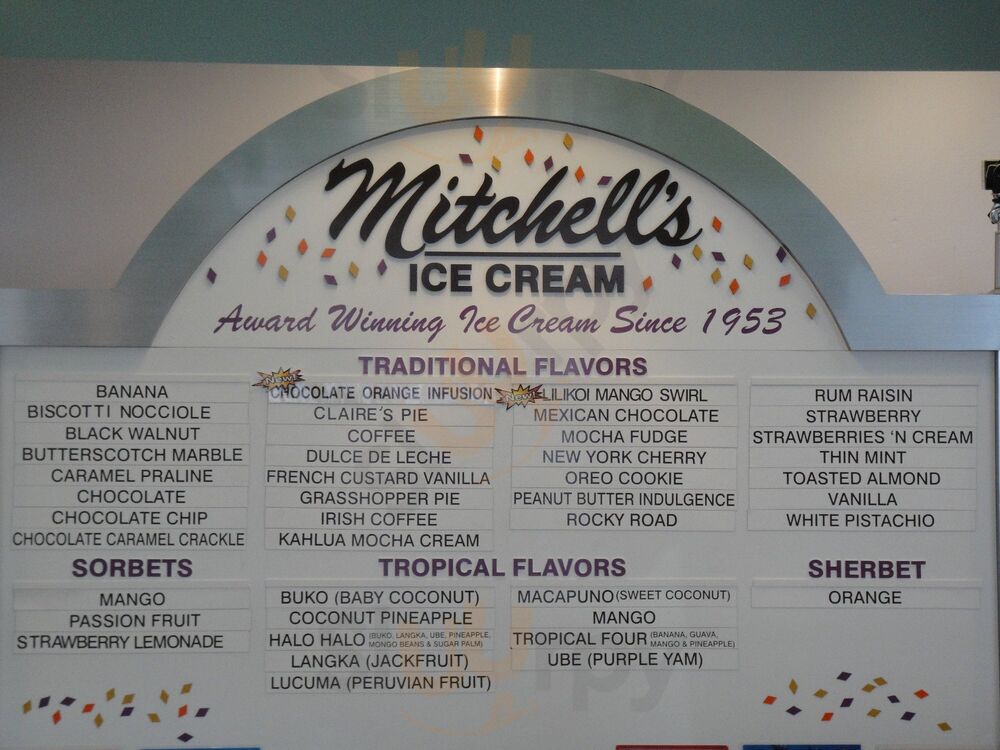 Mitchell's
ICE CREAM
Award Winning Ice Cream Since 1953
TRADITIONAL FLAVORS
BANANA
BISCOTTI NOCCIOLE
BLACK WALNUT
BUTTERSCOTCH MARBLE
CARAMEL PRALINE
CHOCOLATE
CHOCOLATE CHIP
CHOCOLATE CARAMEL CRACKLE
New!
CHOCOLATE ORANGE INFUSION
CLAIRE'S PIE
COFFEE
DULCE DE LECHE
FRENCH CUSTARD VANILLA
GRASSHOPPER PIE
IRISH COFFEE
KAHLUA MOCHA CREAM
New!
LILIKOI MANGO SWIRL
MEXICAN CHOCOLATE
MOCHA FUDGE
NEW YORK CHERRY
OREO COOKIE
PEANUT BUTTER INDULGENCE
ROCKY ROAD
RUM RAISIN
STRAWBERRY
STRAWBERRIES 'N CREAM
THIN MINT
TOASTED ALMOND
VANILLA
WHITE PISTACHIO
SORBETS
MANGO
PASSION FRUIT
STRAWBERRY LEMONADE
TROPICAL FLAVORS
BUKO (BABY COCONUT)
COCONUT PINEAPPLE
HALO HALO (BUKO, LANGKA, UBE, PINEAPPLE,
MONGO BEANS & SUGAR PALM)
LANGKA (JACKFRUIT)
LUCUMA (PERUVIAN FRUIT)
MACAPUNO (SWEET COCONUT)
MANGO
TROPICAL FOUR (BANANA, GUAVA,
MANGO & PINEAPPLE)
UBE (PURPLE YAM)
SHERBET
ORANGE